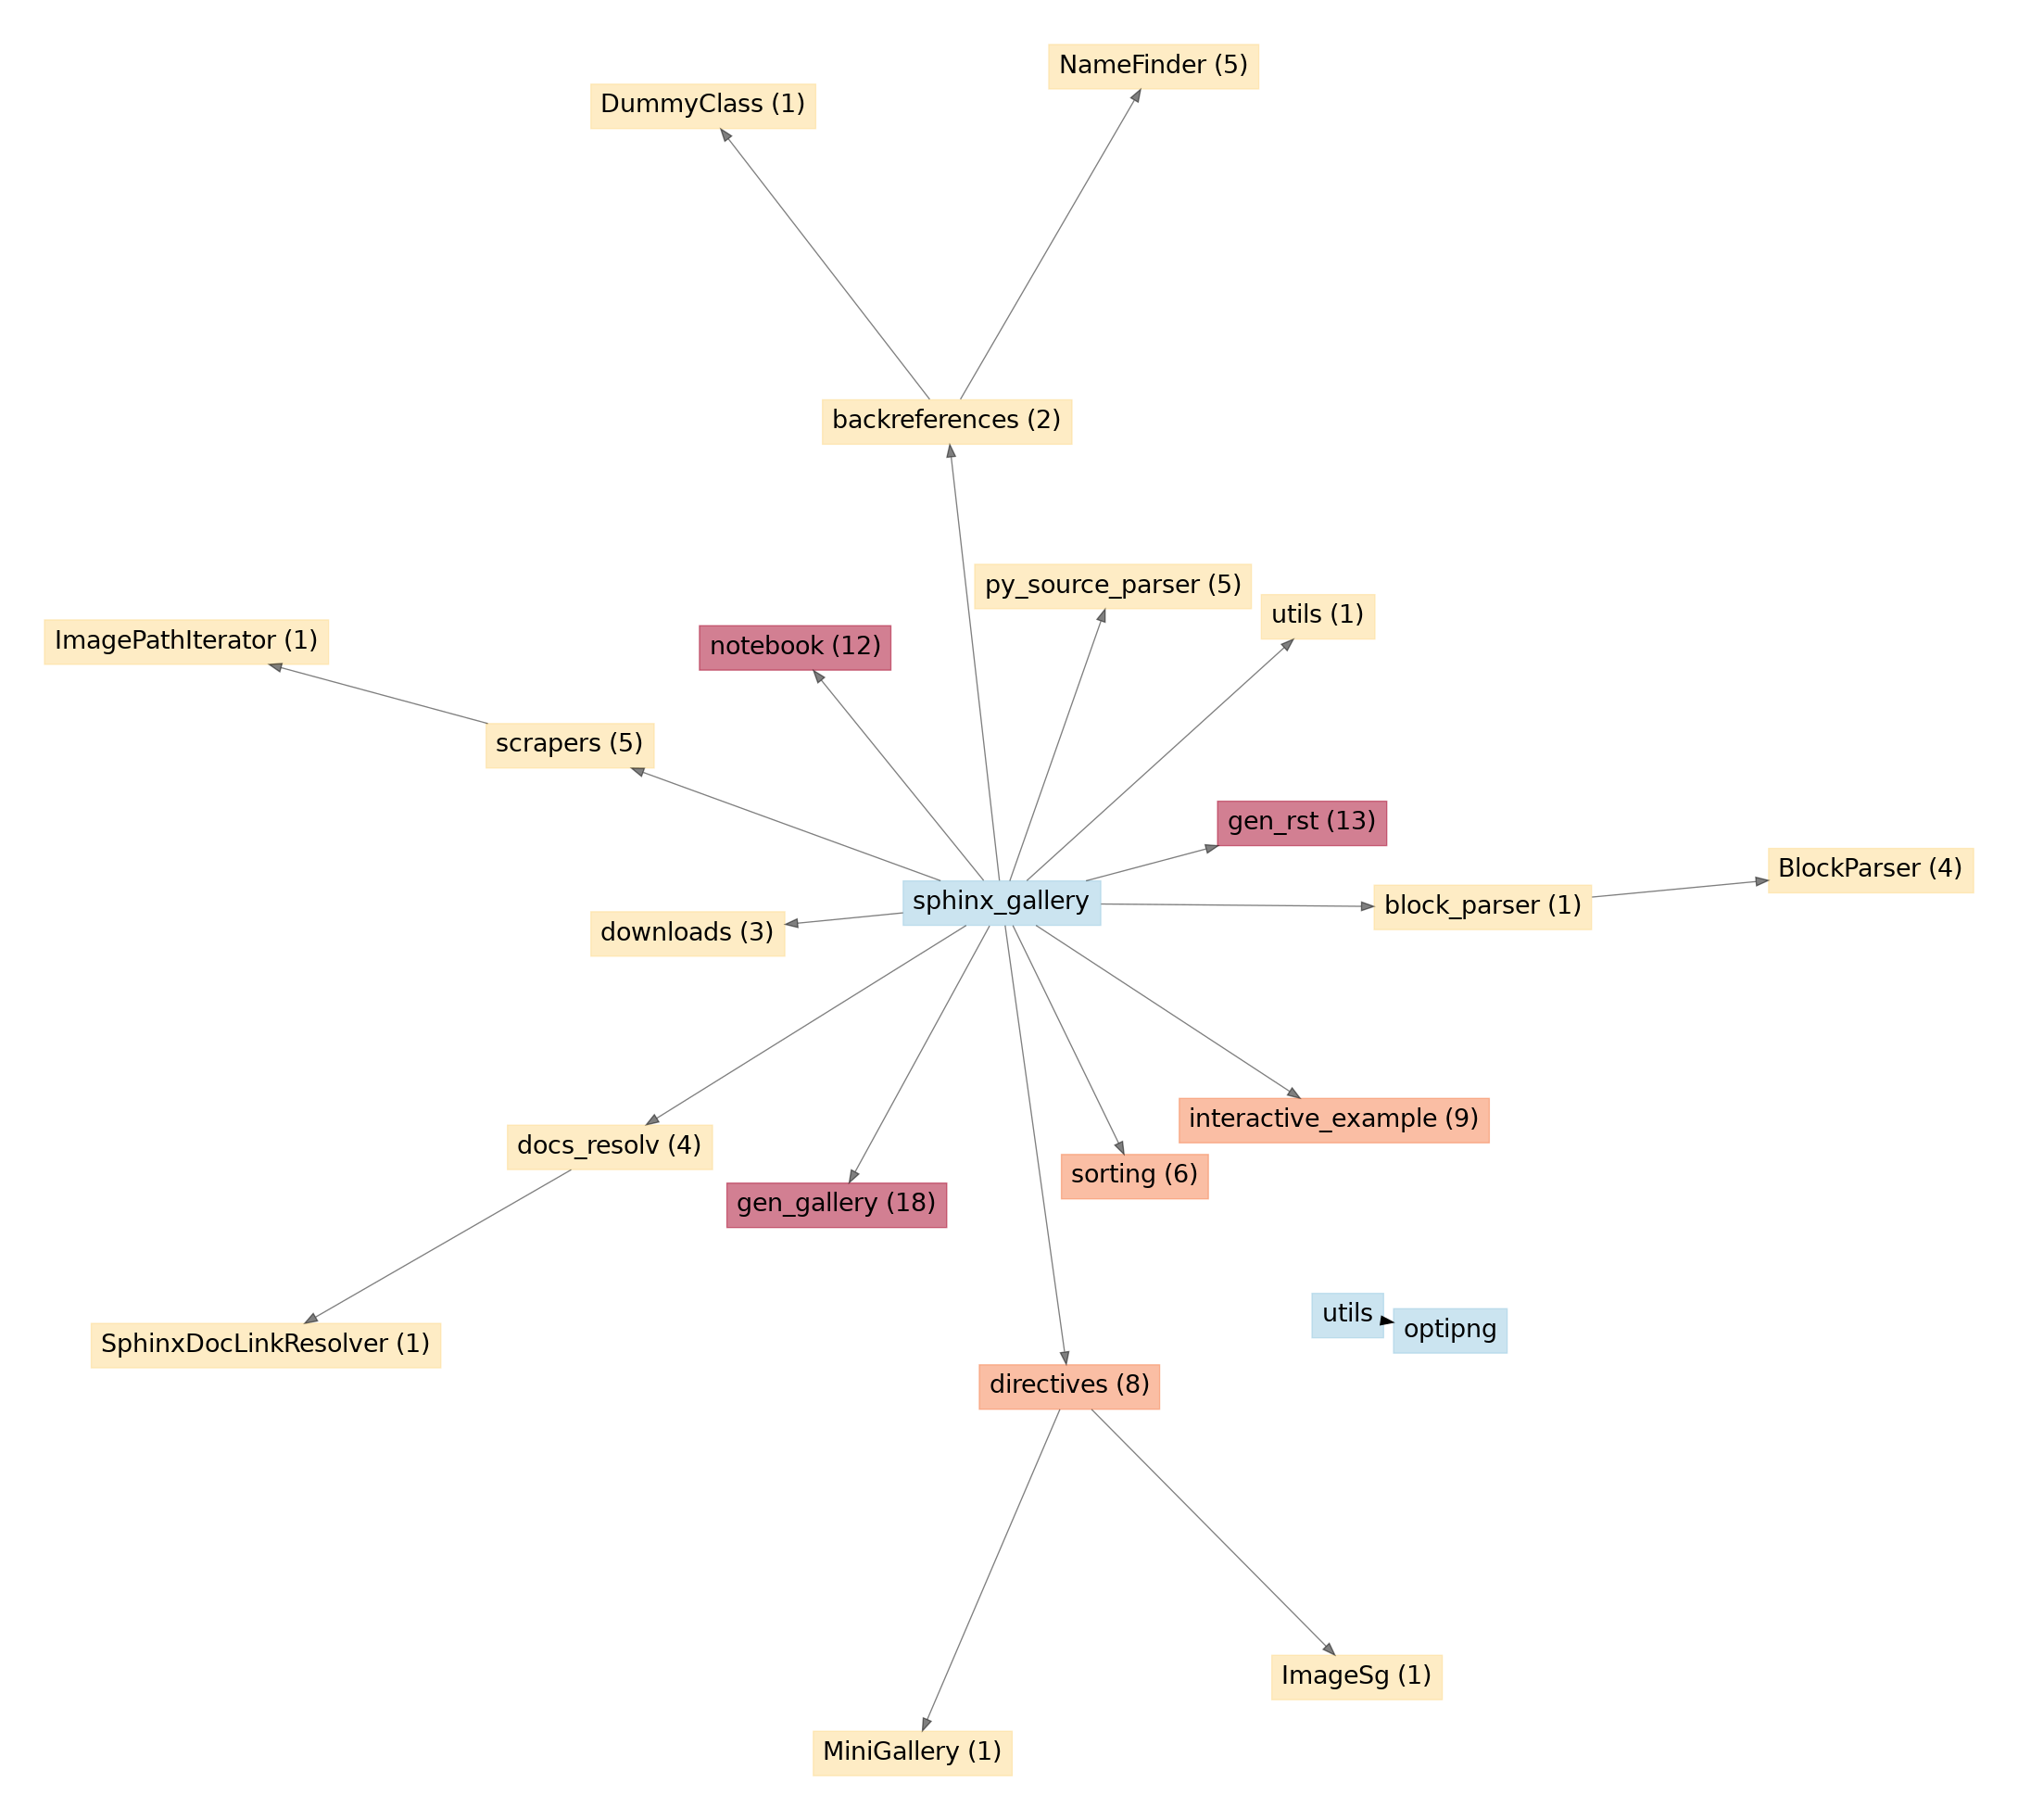 NameFinder (5)
DummyClass (1)
backreferences (2)
py_source_parser (5)
utils (1)
ImagePathIterator (1)
notebook (12)
scrapers (5)
gen_rst (13)
BlockParser (4)
sphinx_gallery
block_parser (1)
downloads (3)
interactive_example (9)
docs_resolv (4)
sorting (6)
gen_gallery (18)
utils
optipng
SphinxDocLinkResolver (1)
directives (8)
ImageSg (1)
MiniGallery (1)